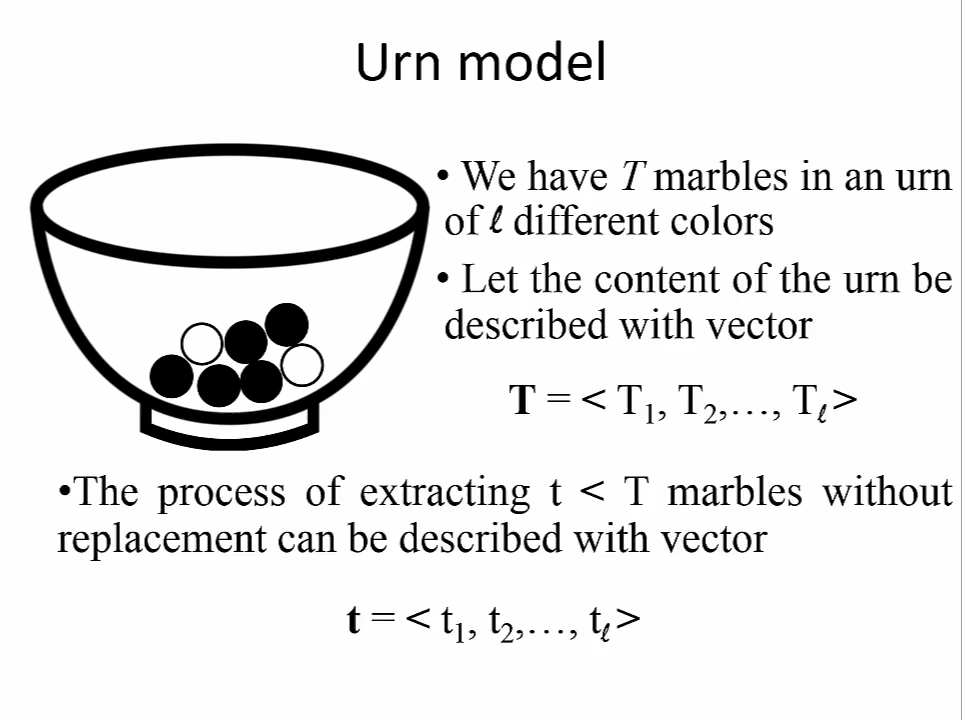 Urn model
• We have T marbles in an urn
of ℓ different colors
• Let the content of the urn be
described with vector
T = < T₁, T₂,…, Tℓ >
•The process of extracting t < T marbles without
replacement can be described with vector
t = < t₁, t₂,…, tℓ >